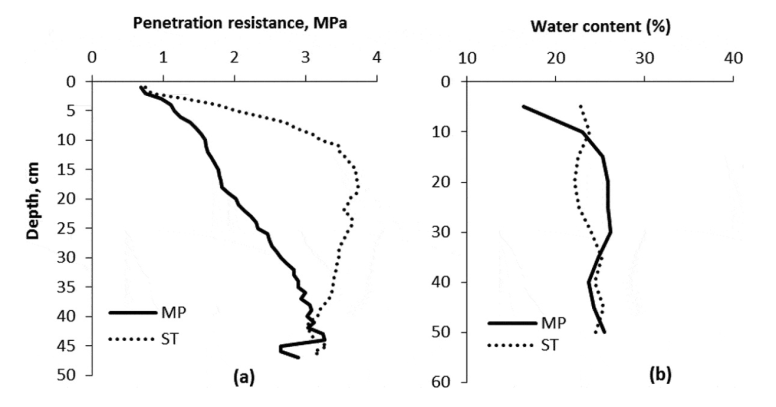 Penetration resistance, MPa
0 1 2 3 4
0
5
10
15
20
25
30
35
40
45
50
Depth, cm
MP
ST
(a)
Water content (%)
10 20 30 40
0
10
20
30
40
50
60
MP
ST
(b)